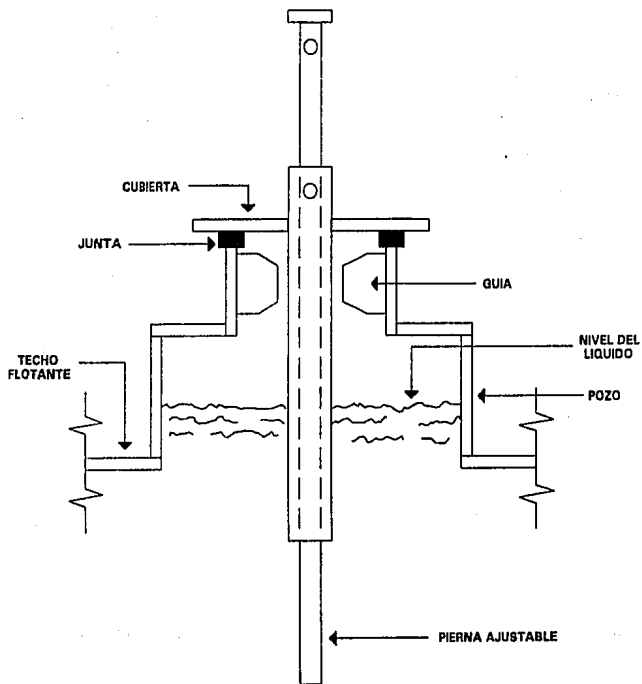 CUBIERTA
JUNTA
GUIA
TECHO
FLOTANTE
NIVEL DEL
LIQUIDO
POZO
PIERNA AJUSTABLE